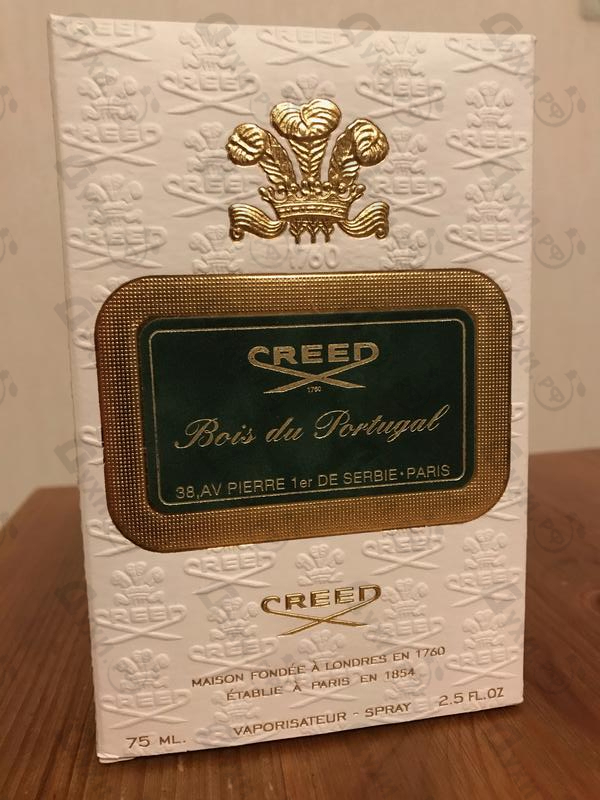 CREED
1760
Bois du Portugal
38,AV PIERRE 1er DE SERBIE·PARIS
CREED
MAISON FONDÉE À LONDRES EN 1760
ÉTABLIE À PARIS EN 1854
VAPORISATEUR - SPRAY
75 ML.
2.5 FL.OZ